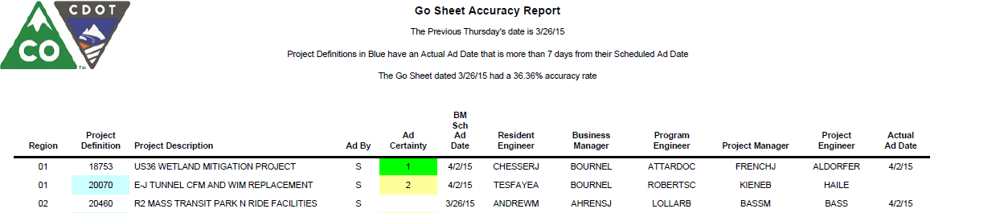 CO
TM
CDOT
Go Sheet Accuracy Report
The Previous Thursday's date is 3/26/15
Project Definitions in Blue have an Actual Ad Date that is more than 7 days from their Scheduled Ad Date
The Go Sheet dated 3/26/15 had a 36.36% accuracy rate
Region Project Definition Project Description Ad By Ad Certainty BM Sch Ad Date Resident Engineer Business Manager Program Engineer Project Manager Project Engineer Actual Ad Date
01 18753 US36 WETLAND MITIGATION PROJECT S 1 4/2/15 CHESSERJ BOURNEL ATTARDOC FRENCHJ ALDORFER 4/2/15
01 20070 E-J TUNNEL CFM AND WIM REPLACEMENT S 2 4/2/15 TESFAYEA BOURNEL ROBERTSC KIENEB HAILE
02 20460 R2 MASS TRANSIT PARK N RIDE FACILITIES S 3/26/15 ANDREWM AHRENSJ LOLLARB BASSM BASS 4/2/15